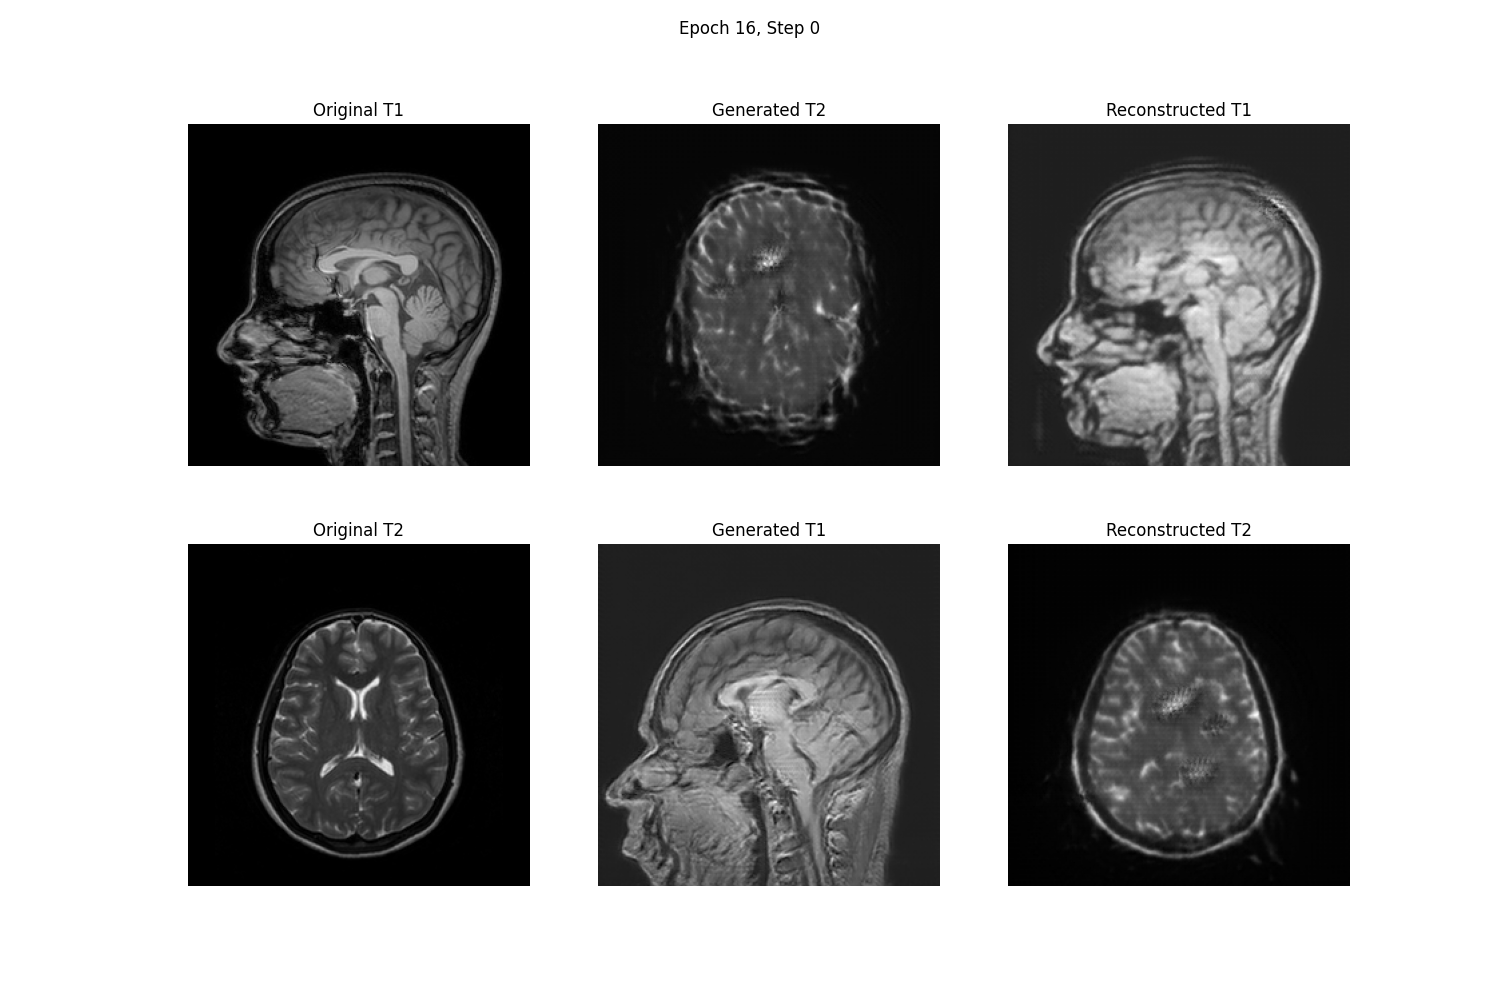 Epoch 16, Step 0
Original T1
Generated T2
Reconstructed T1
Original T2
Generated T1
Reconstructed T2